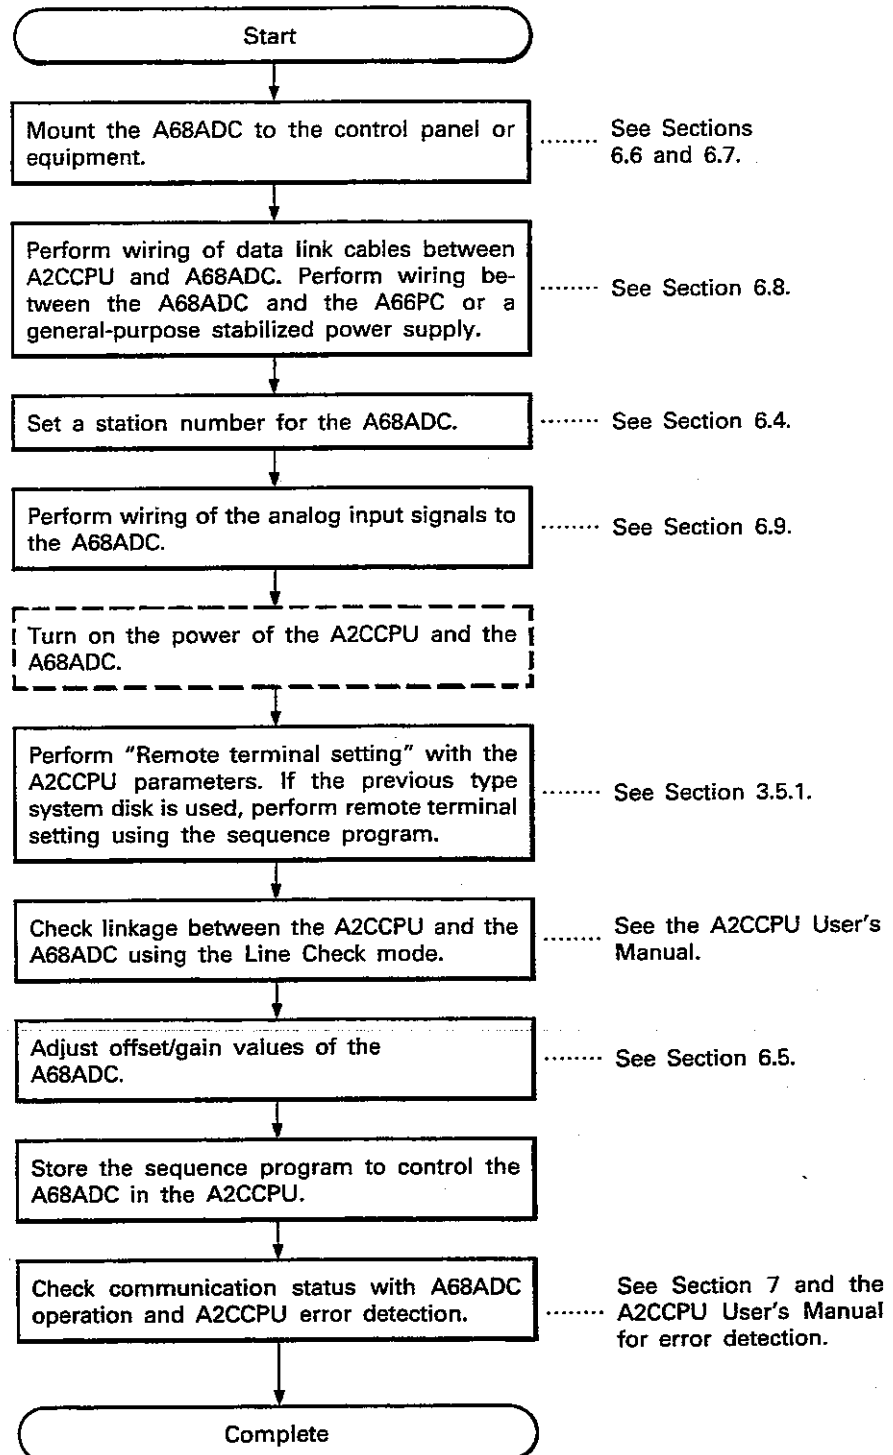 Start
Mount the A68ADC to the control panel or
equipment.
See Sections
6.6 and 6.7.
Perform wiring of data link cables between
A2CCPU and A68ADC. Perform wiring be-
tween the A68ADC and the A66PC or a
general-purpose stabilized power supply.
See Section 6.8.
Set a station number for the A68ADC.
See Section 6.4.
Perform wiring of the analog input signals to
the A68ADC.
See Section 6.9.
Turn on the power of the A2CCPU and the
A68ADC.
Perform "Remote terminal setting" with the
A2CCPU parameters. If the previous type
system disk is used, perform remote terminal
setting using the sequence program.
See Section 3.5.1.
Check linkage between the A2CCPU and the
A68ADC using the Line Check mode.
See the A2CCPU User's
Manual.
Adjust offset/gain values of the
A68ADC.
See Section 6.5.
Store the sequence program to control the
A68ADC in the A2CCPU.
Check communication status with A68ADC
operation and A2CCPU error detection.
See Section 7 and the
A2CCPU User's Manual
for error detection.
Complete